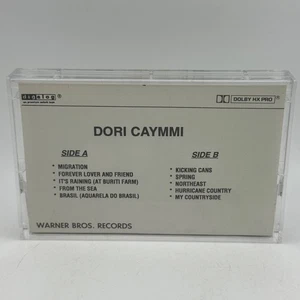 DOLBY HX PRO
DORI CAYMMI
SIDE A
• MIGRATION
• FOREVER LOVER AND FRIEND
• IT'S RAINING (AT BURITI FARM)
• FROM THE SEA
• BRASIL (AQUARELA DO BRASIL)
SIDE B
• KICKING CANS
• SPRING
• NORTHEAST
• HURRICANE COUNTRY
• MY COUNTRYSIDE
WARNER BROS. RECORDS